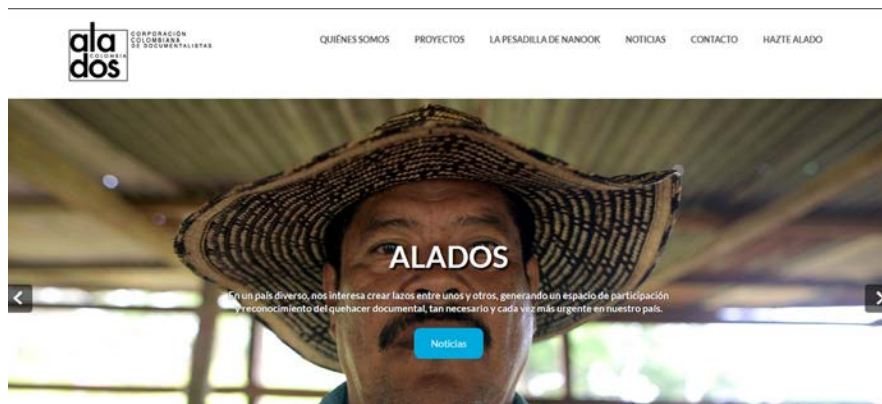 ala
COLOMBIA
dos
CORPORACIÓN
COLOMBIANA
DE DOCUMENTALISTAS
QUIÉNES SOMOS PROYECTOS LA PESADILLA DE NANOOK NOTICIAS CONTACTO HAZTE ALADO
ALADOS
En un país diverso, nos interesa crear lazos entre unos y otros, generando un espacio de participación
y reconocimiento del quehacer documental, tan necesario y cada vez más urgente en nuestro país.
Noticias